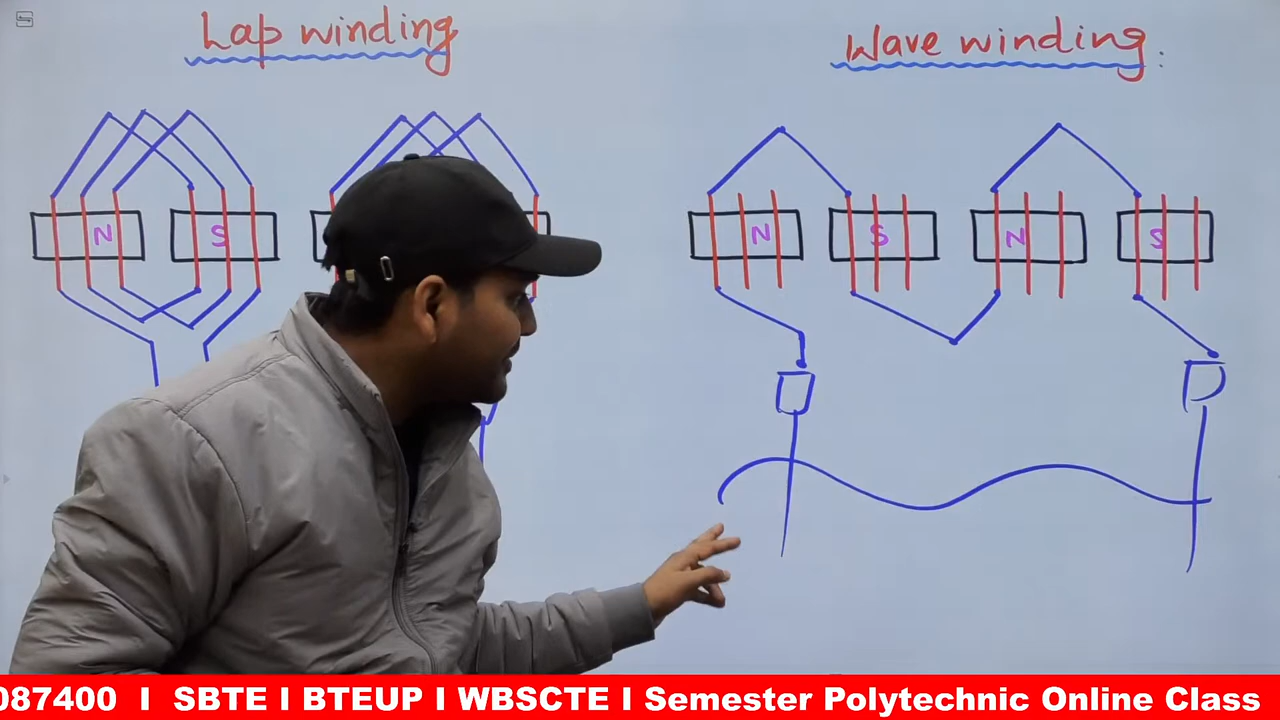 Lap winding
Wave winding
N
S
N
S
N
S
087400 I SBTE I BTEUP I WBSCTE I Semester Polytechnic Online Class